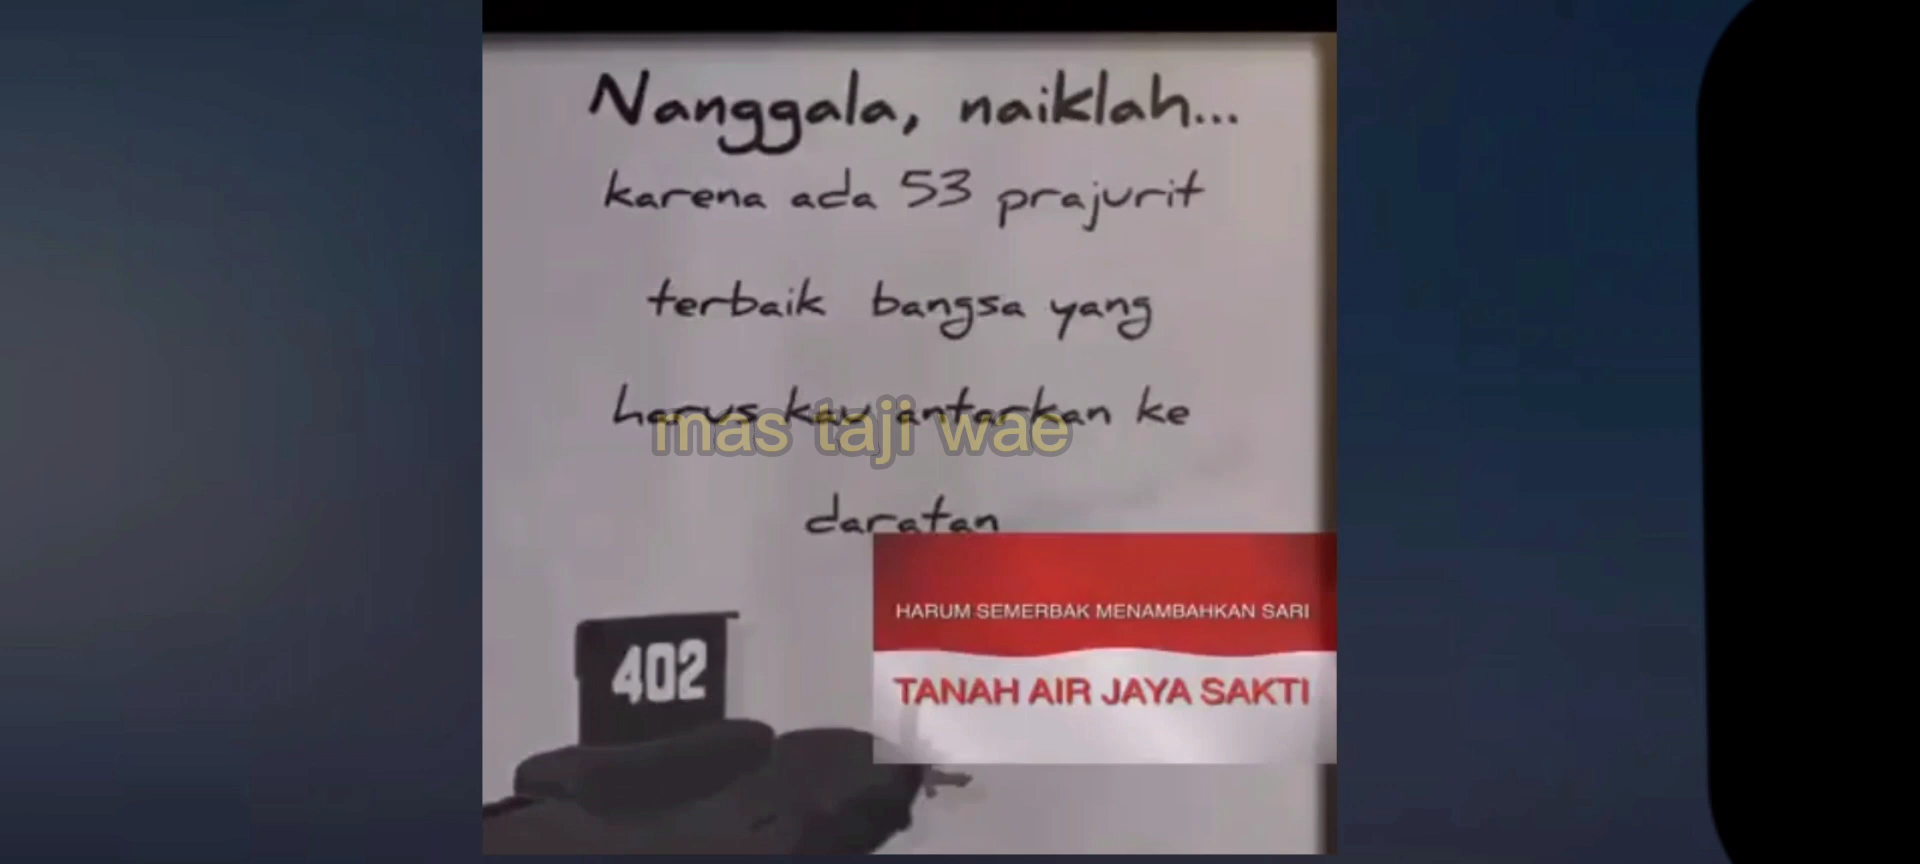 Nanggala, naiklah...
karena ada 53 prajurit
terbaik bangsa yang
harus kau antarkan ke
mas taji wae
daratan
HARUM SEMERBAK MENAMBAHKAN SARI
402
TANAH AIR JAYA SAKTI